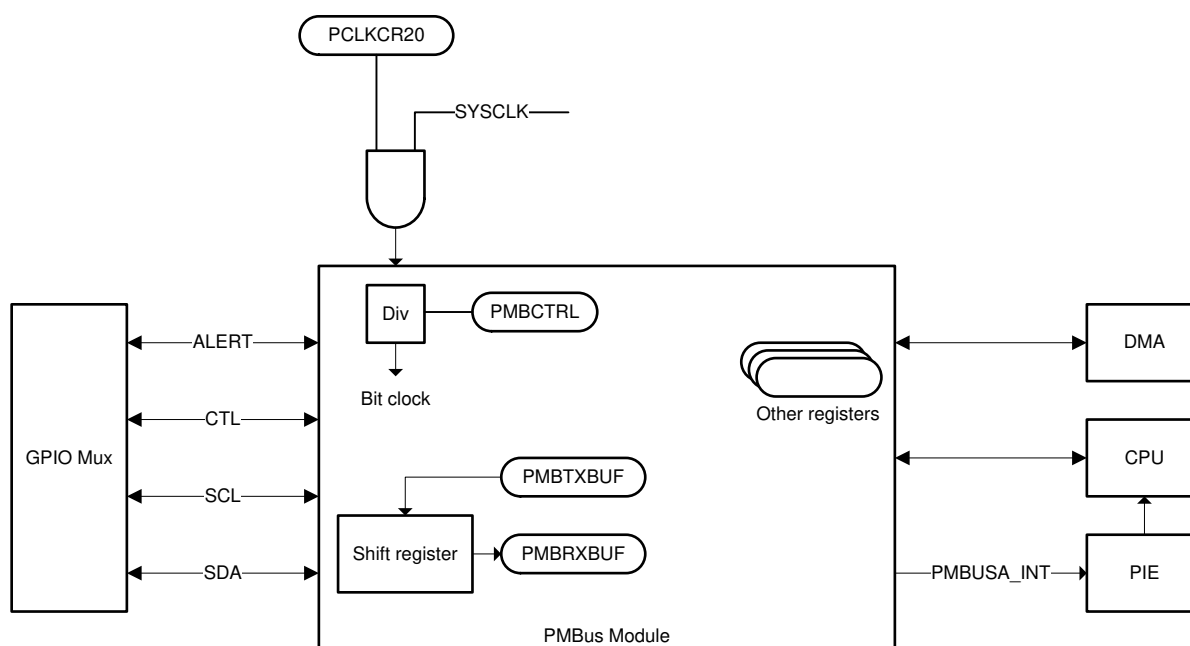 PCLKCR20
SYSCLK
Div
PMBCTRL
ALERT
DMA
Bit clock
Other registers
CTL
GPIO Mux
CPU
PMBTXBUF
SCL
Shift register
PMBRXBUF
SDA
PMBUSA_INT
PIE
PMBus Module